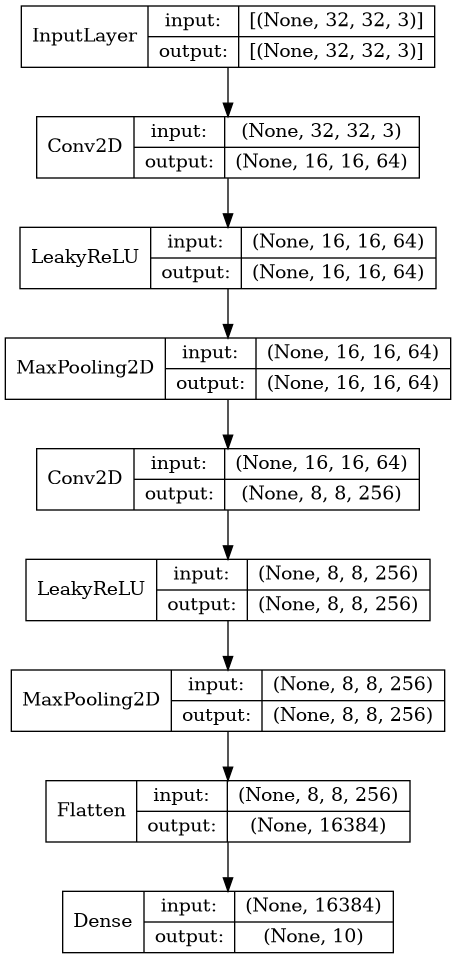 InputLayer
input: [(None, 32, 32, 3)]
output: [(None, 32, 32, 3)]
Conv2D
input: (None, 32, 32, 3)
output: (None, 16, 16, 64)
LeakyReLU
input: (None, 16, 16, 64)
output: (None, 16, 16, 64)
MaxPooling2D
input: (None, 16, 16, 64)
output: (None, 16, 16, 64)
Conv2D
input: (None, 16, 16, 64)
output: (None, 8, 8, 256)
LeakyReLU
input: (None, 8, 8, 256)
output: (None, 8, 8, 256)
MaxPooling2D
input: (None, 8, 8, 256)
output: (None, 8, 8, 256)
Flatten
input: (None, 8, 8, 256)
output: (None, 16384)
Dense
input: (None, 16384)
output: (None, 10)